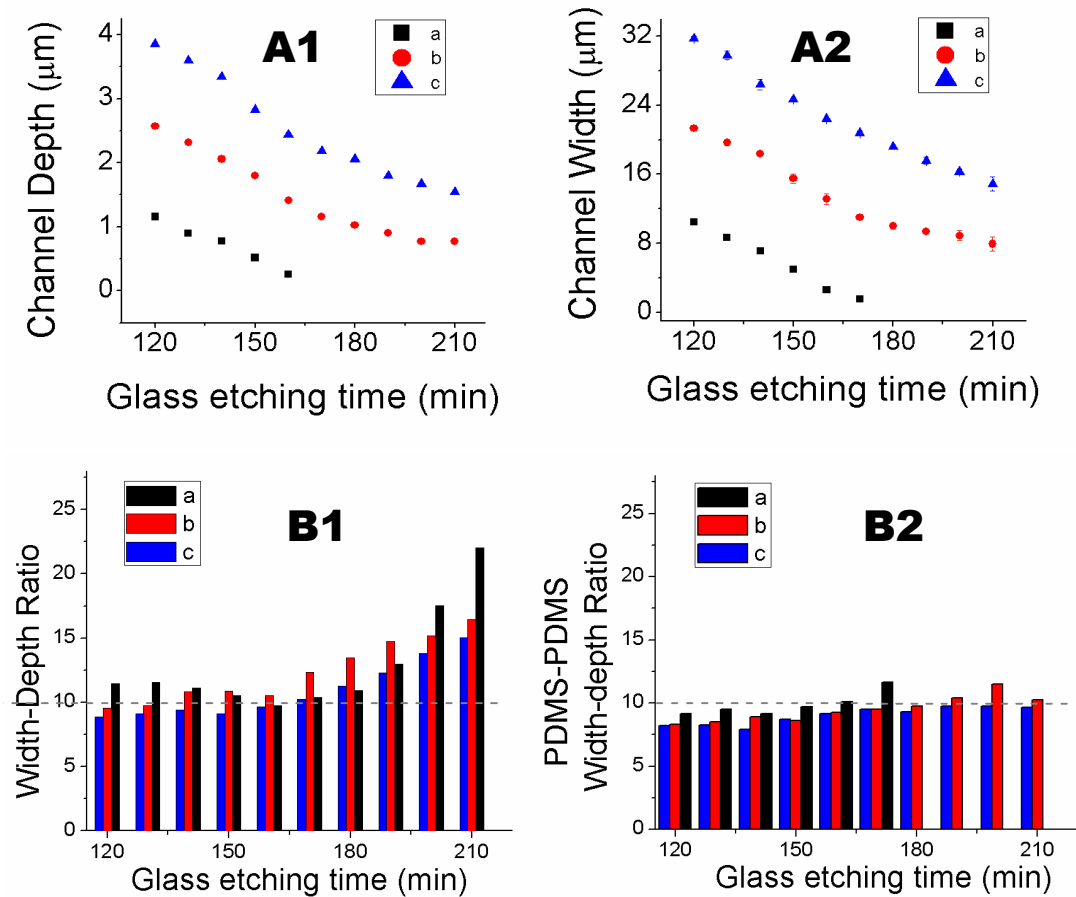 A1
a
b
c
4
3
2
1
0
Channel Depth (μm)
120 150 180 210
Glass etching time (min)
A2
a
b
c
32
24
16
8
0
Channel Width (μm)
120 150 180 210
Glass etching time (min)
B1
a
b
c
25
20
15
10
5
0
Width-Depth Ratio
120 150 180 210
Glass etching time (min)
B2
a
b
c
25
20
15
10
5
0
PDMS-PDMS
Width-depth Ratio
120 150 180 210
Glass etching time (min)